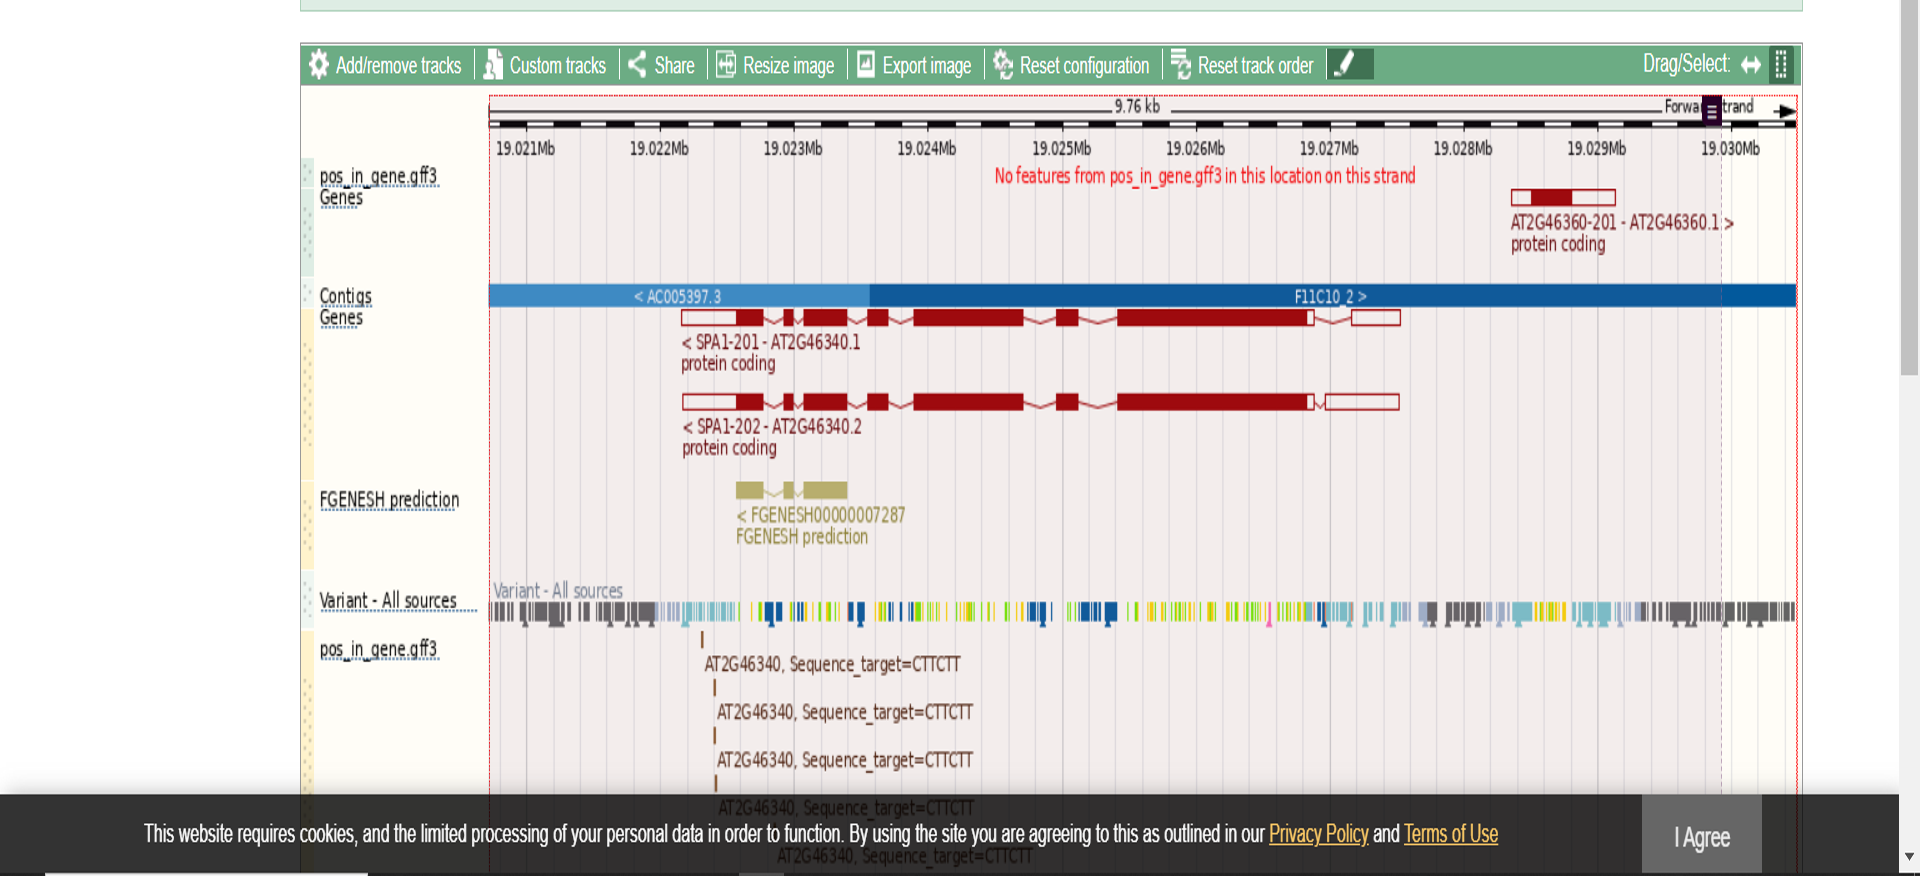 Add/remove tracks Custom tracks Share Resize image Export image Reset configuration Reset track order Drag/Select:
9.76 kb Forwa trand
19.021Mb 19.022Mb 19.023Mb 19.024Mb 19.025Mb 19.026Mb 19.027Mb 19.028Mb 19.029Mb 19.030Mb
pos_in_gene.gff3 No features from pos_in_gene.gff3 in this location on this strand
Genes
AT2G46360-201 - AT2G46360.1 >
protein coding
Contigs < AC005397.3 F11C10_2 >
Genes
< SPA1-201 - AT2G46340.1
protein coding
< SPA1-202 - AT2G46340.2
protein coding
FGENESH prediction
< FGENESH00000007287
FGENESH prediction
Variant - All sources
Variant - All sources
pos_in_gene.gff3
AT2G46340, Sequence_target=CTTCTT
AT2G46340, Sequence_target=CTTCTT
AT2G46340, Sequence_target=CTTCTT
AT2G46340, Sequence_target=CTTCTT
This website requires cookies, and the limited processing of your personal data in order to function. By using the site you are agreeing to this as outlined in our Privacy Policy and Terms of Use
I Agree
AT2G46340, Sequence_target=CTTCTT